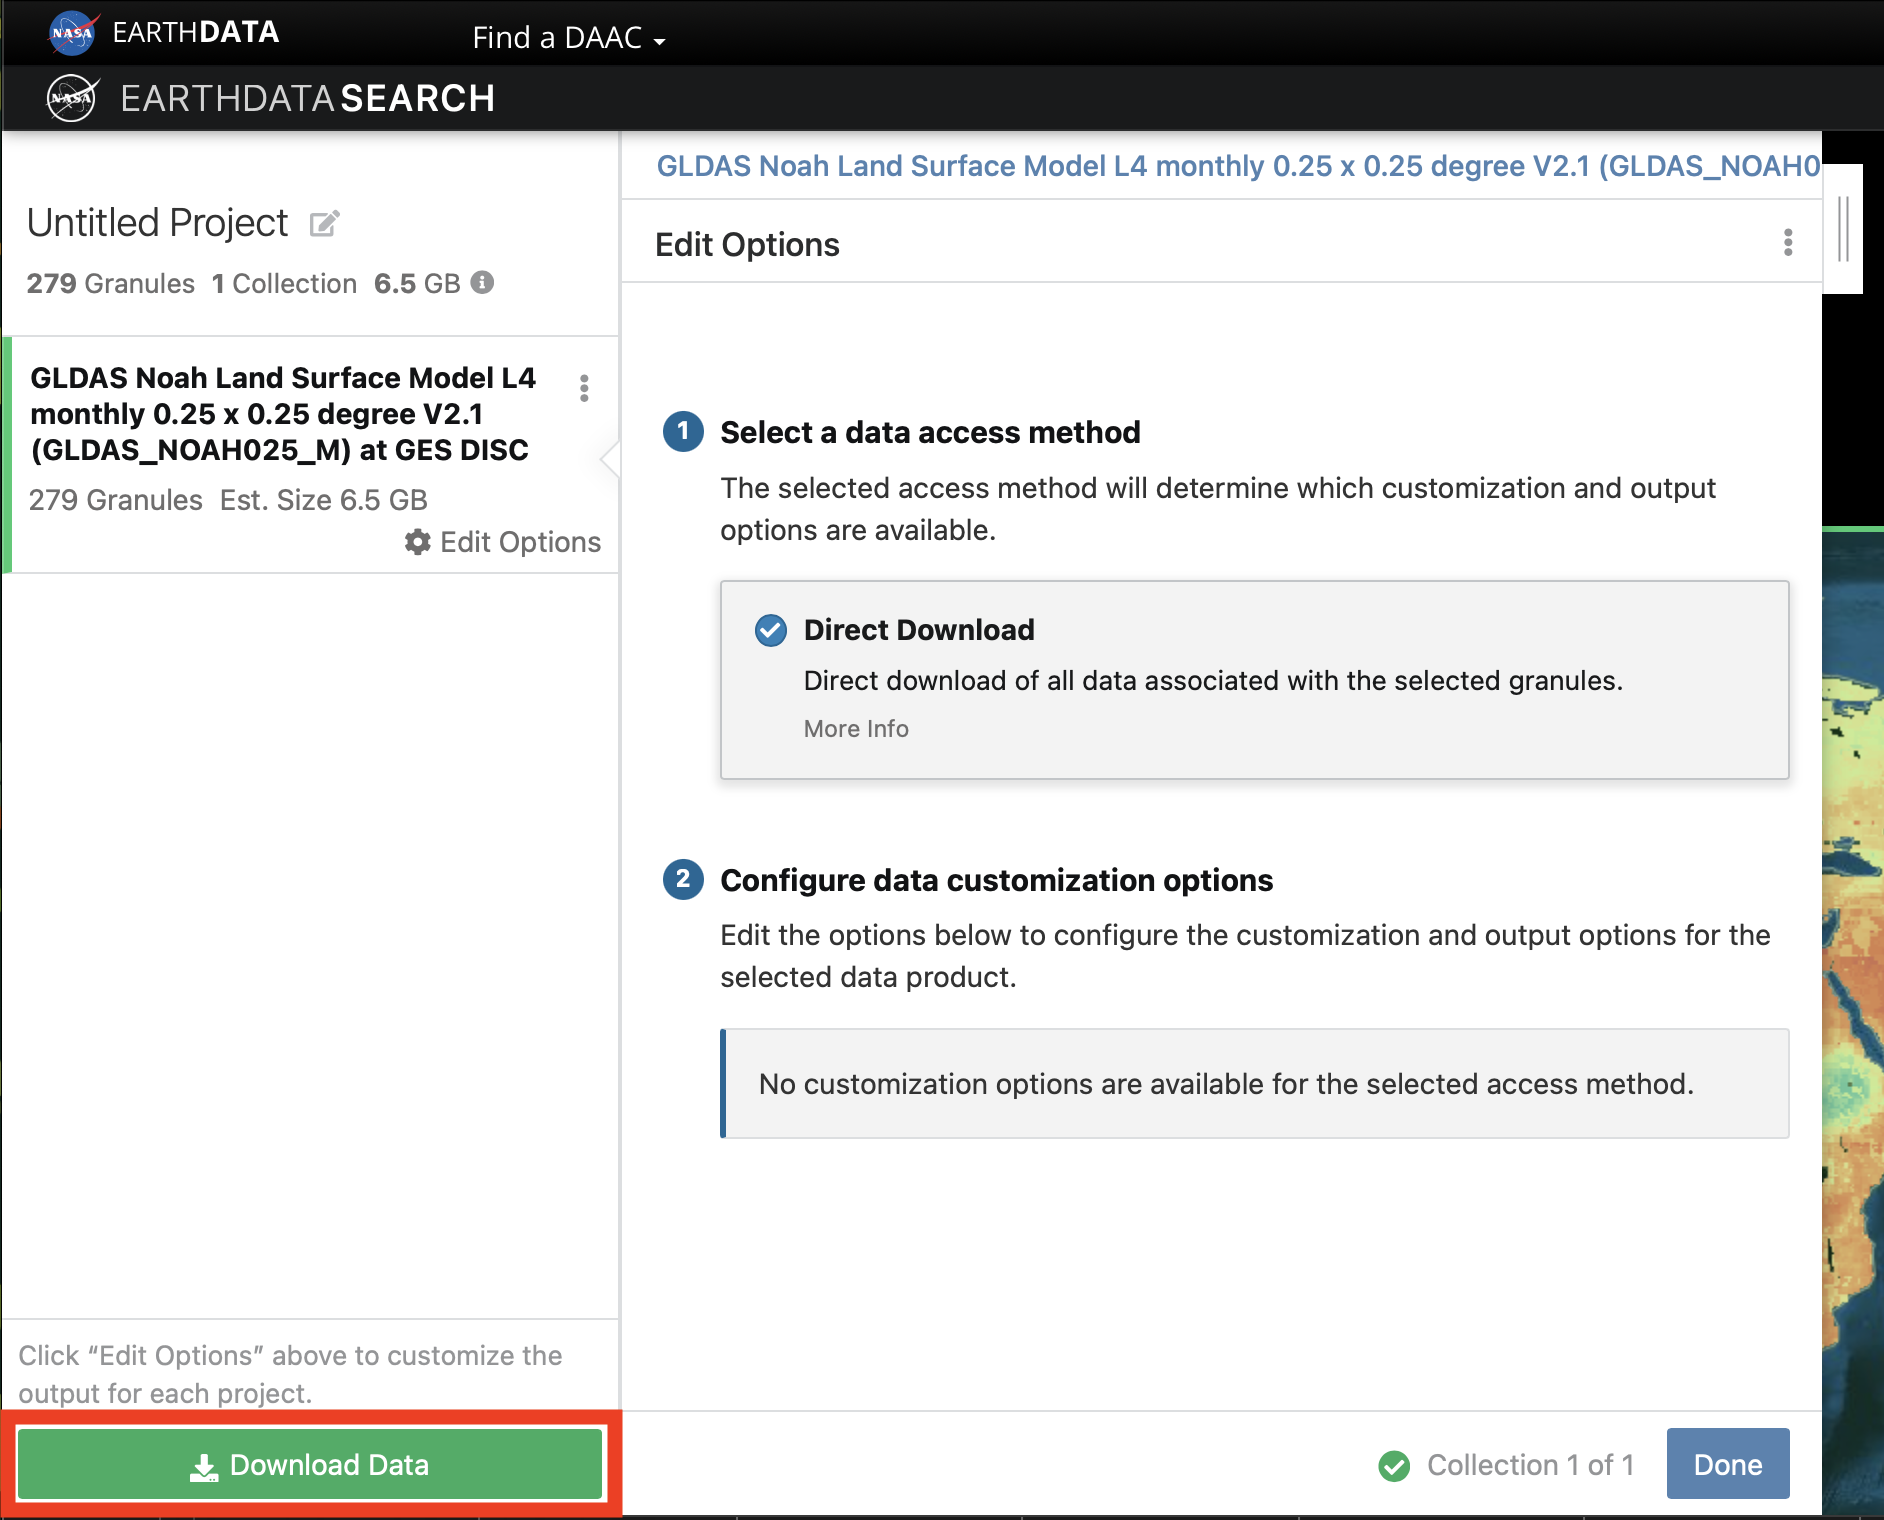 NASA EARTHDATA
Find a DAAC
NASA EARTHDATA SEARCH
Untitled Project
279 Granules 1 Collection 6.5 GB
GLDAS Noah Land Surface Model L4
monthly 0.25 x 0.25 degree V2.1
(GLDAS_NOAH025_M) at GES DISC
279 Granules Est. Size 6.5 GB
Edit Options
Click “Edit Options” above to customize the
output for each project.
Download Data
GLDAS Noah Land Surface Model L4 monthly 0.25 x 0.25 degree V2.1 (GLDAS_NOAH0
Edit Options
1 Select a data access method
The selected access method will determine which customization and output
options are available.
Direct Download
Direct download of all data associated with the selected granules.
More Info
2 Configure data customization options
Edit the options below to configure the customization and output options for the
selected data product.
No customization options are available for the selected access method.
Collection 1 of 1
Done